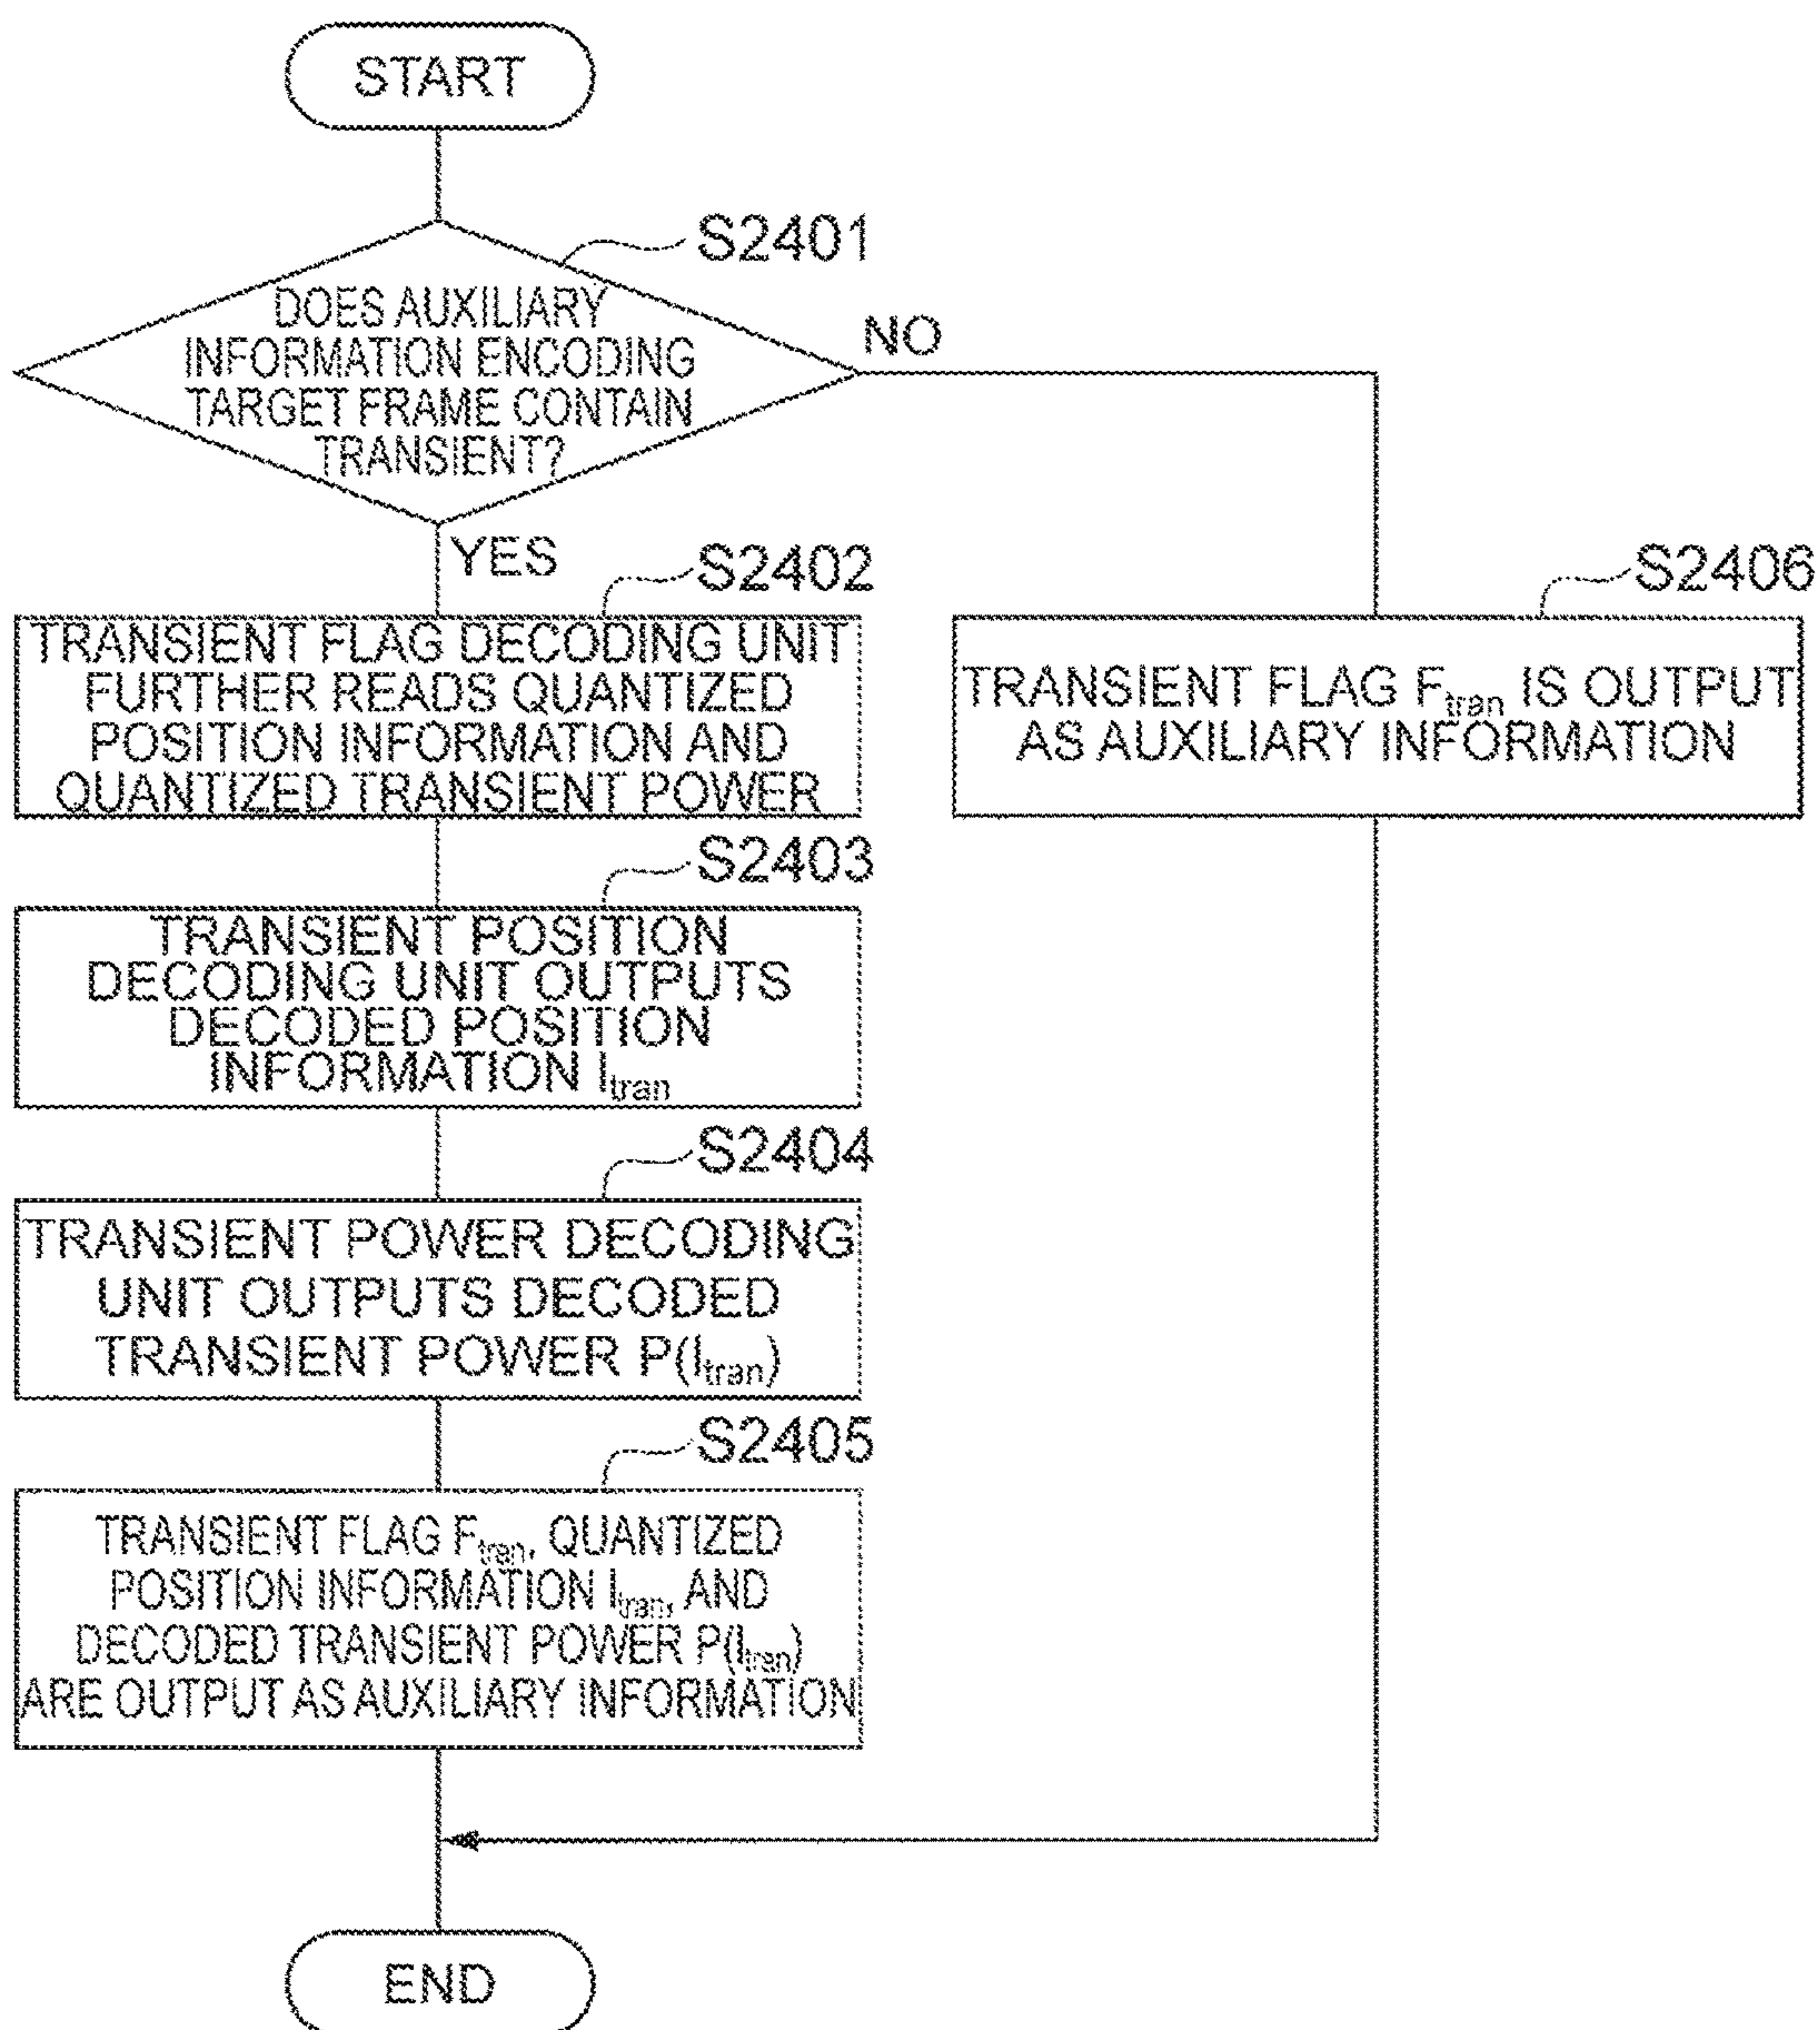 START
S2401
DOES AUXILIARY
INFORMATION ENCODING
TARGET FRAME CONTAIN
TRANSIENT?
NO
YES
S2402
TRANSIENT FLAG DECODING UNIT
FURTHER READS QUANTIZED
POSITION INFORMATION AND
QUANTIZED TRANSIENT POWER
S2406
TRANSIENT FLAG Ftran IS OUTPUT
AS AUXILIARY INFORMATION
S2403
TRANSIENT POSITION
DECODING UNIT OUTPUTS
DECODED POSITION
INFORMATION Itran
S2404
TRANSIENT POWER DECODING
UNIT OUTPUTS DECODED
TRANSIENT POWER P(Itran)
S2405
TRANSIENT FLAG Ftran, QUANTIZED
POSITION INFORMATION Itran, AND
DECODED TRANSIENT POWER P(Itran)
ARE OUTPUT AS AUXILIARY INFORMATION
END